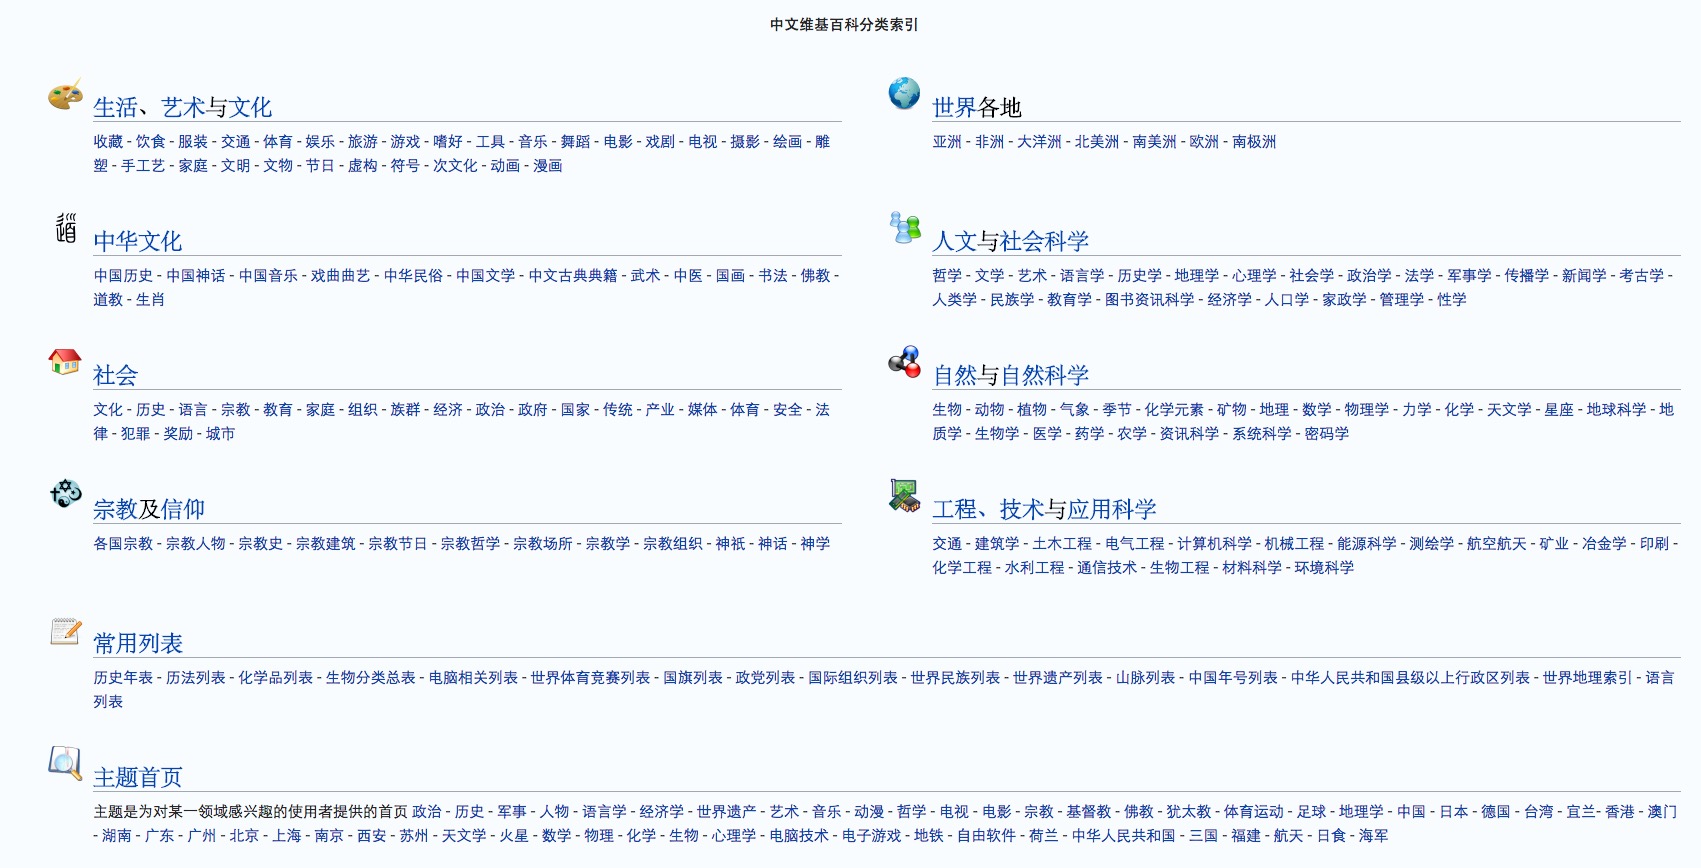 中文维基百科分类索引
生活、艺术与文化
收藏 - 饮食 - 服装 - 交通 - 体育 - 娱乐 - 旅游 - 游戏 - 嗜好 - 工具 - 音乐 - 舞蹈 - 电影 - 戏剧 - 电视 - 摄影 - 绘画 - 雕
塑 - 手工艺 - 家庭 - 文明 - 文物 - 节日 - 虚构 - 符号 - 次文化 - 动画 - 漫画
世界各地
亚洲 - 非洲 - 大洋洲 - 北美洲 - 南美洲 - 欧洲 - 南极洲
中华文化
中国历史 - 中国神话 - 中国音乐 - 戏曲曲艺 - 中华民俗 - 中国文学 - 中文古典典籍 - 武术 - 中医 - 国画 - 书法 - 佛教 -
道教 - 生肖
人文与社会科学
哲学 - 文学 - 艺术 - 语言学 - 历史学 - 地理学 - 心理学 - 社会学 - 政治学 - 法学 - 军事学 - 传播学 - 新闻学 - 考古学 -
人类学 - 民族学 - 教育学 - 图书资讯科学 - 经济学 - 人口学 - 家政学 - 管理学 - 性学
社会
文化 - 历史 - 语言 - 宗教 - 教育 - 家庭 - 组织 - 族群 - 经济 - 政治 - 政府 - 国家 - 传统 - 产业 - 媒体 - 体育 - 安全 - 法
律 - 犯罪 - 奖励 - 城市
自然与自然科学
生物 - 动物 - 植物 - 气象 - 季节 - 化学元素 - 矿物 - 地理 - 数学 - 物理学 - 力学 - 化学 - 天文学 - 星座 - 地球科学 - 地
质学 - 生物学 - 医学 - 药学 - 农学 - 资讯科学 - 系统科学 - 密码学
宗教及信仰
各国宗教 - 宗教人物 - 宗教史 - 宗教建筑 - 宗教节日 - 宗教哲学 - 宗教场所 - 宗教学 - 宗教组织 - 神祇 - 神话 - 神学
工程、技术与应用科学
交通 - 建筑学 - 土木工程 - 电气工程 - 计算机科学 - 机械工程 - 能源科学 - 测绘学 - 航空航天 - 矿业 - 冶金学 - 印刷 -
化学工程 - 水利工程 - 通信技术 - 生物工程 - 材料科学 - 环境科学
常用列表
历史年表 - 历法列表 - 化学品列表 - 生物分类总表 - 电脑相关列表 - 世界体育竞赛列表 - 国旗列表 - 政党列表 - 国际组织列表 - 世界民族列表 - 世界遗产列表 - 山脉列表 - 中国年号列表 - 中华人民共和国县级以上行政区列表 - 世界地理索引 - 语言
列表
主题首页
主题是为对某一领域感兴趣的使用者提供的首页 政治 - 历史 - 军事 - 人物 - 语言学 - 经济学 - 世界遗产 - 艺术 - 音乐 - 动漫 - 哲学 - 电视 - 电影 - 宗教 - 基督教 - 佛教 - 犹太教 - 体育运动 - 足球 - 地理学 - 中国 - 日本 - 德国 - 台湾 - 宜兰- 香港 - 澳门
- 湖南 - 广东 - 广州 - 北京 - 上海 - 南京 - 西安 - 苏州 - 天文学 - 火星 - 数学 - 物理 - 化学 - 生物 - 心理学 - 电脑技术 - 电子游戏 - 地铁 - 自由软件 - 荷兰 - 中华人民共和国 - 三国 - 福建 - 航天 - 日食 - 海军